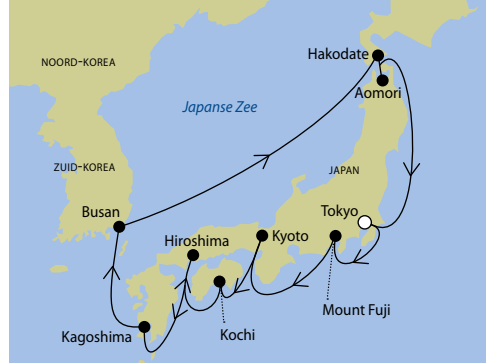 Hakodate
NOORD-KOREA
Aomori
Japanse Zee
ZUID-KOREA
JAPAN
Busan
Tokyo
Hiroshima
Kyoto
Mount Fuji
Kochi
Kagoshima